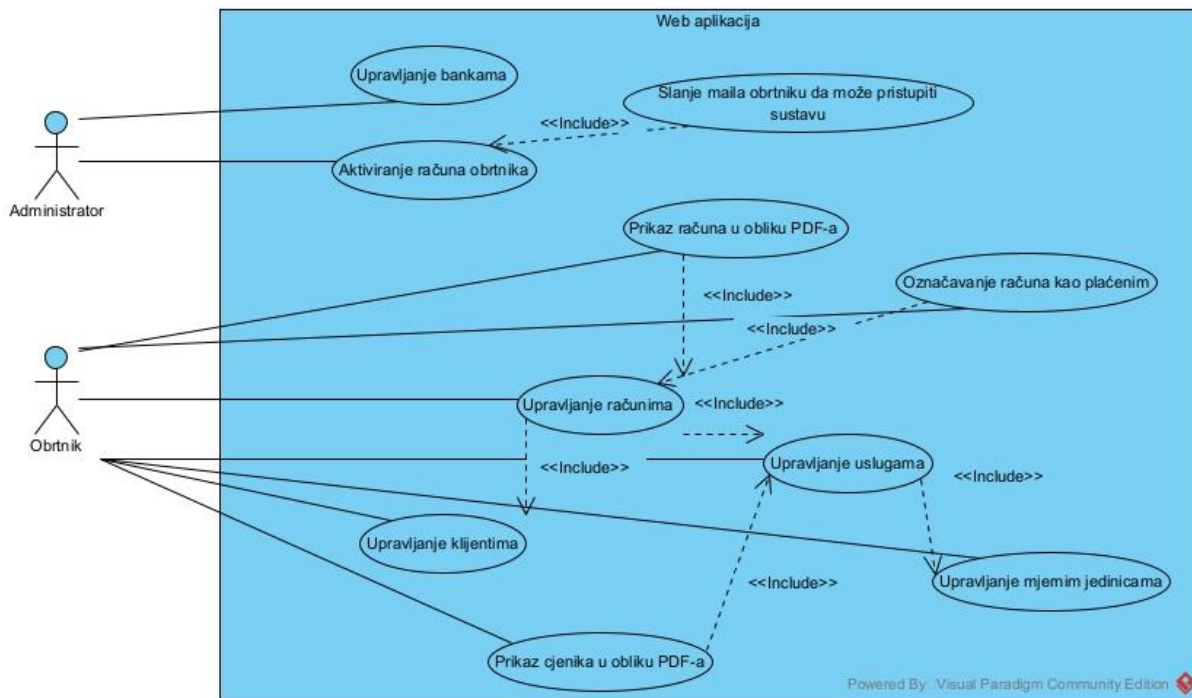 Web aplikacija
Upravljanje bankama
Slanje maila obrtniku da može pristupiti
sustavu
<<Include>>
Aktiviranje računa obrtnika
Administrator
Prikaz računa u obliku PDF-a
Označavanje računa kao plaćenim
<<Include>>
<<Include>>
Upravljanje računima
<<Include>>
Obrtnik
<<Include>>
Upravljanje uslugama
<<Include>>
Upravljanje klijentima
Upravljanje mjernim jedinicama
<<Include>>
Prikaz cjenika u obliku PDF-a
Powered By: Visual Paradigm Community Edition